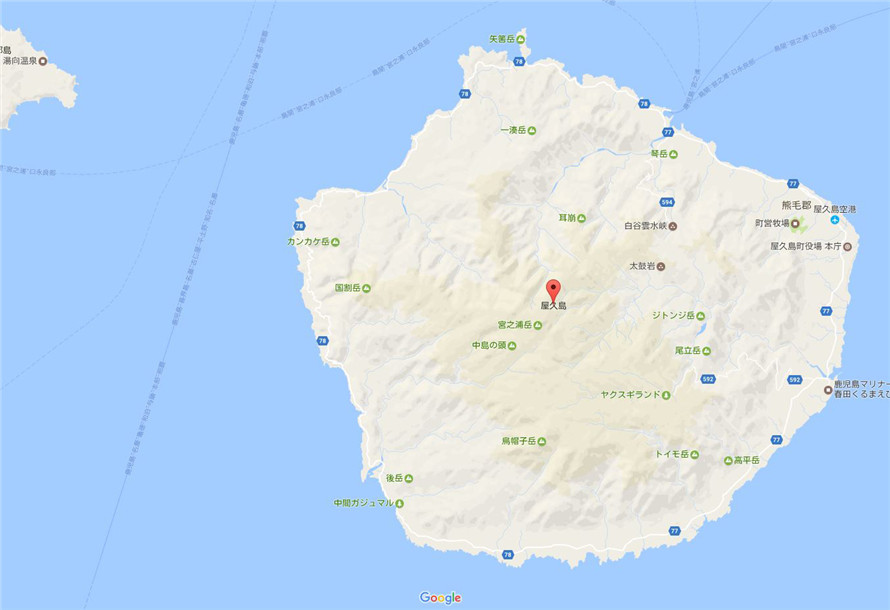 矢筈岳
78
湯向温泉
78
78
一湊岳
77
琴岳
77
594
熊毛郡
屋久島空港
耳崩
白谷雲水峡
町営牧場
78
カンカケ岳
屋久島町役場 本庁
太鼓岩
国割岳
屋久島
77
ジトンジ岳
宮之浦岳
78
中島の頭
尾立岳
592
592
鹿児島マリナー
春田くるまえび
ヤクスギランド
烏帽子岳
77
トイモ岳
高平岳
後岳
中間ガジュマル
77
78
Google